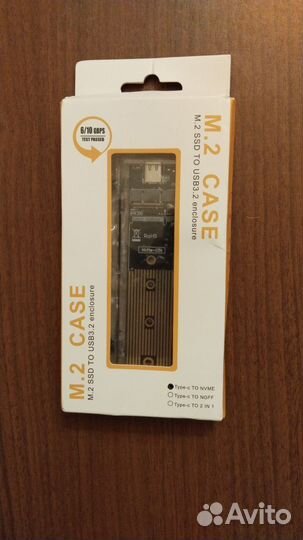 6/10 GBPS
TEST PASSED
M.2 CASE
M.2 SSD TO USB3.2 enclosure
RoHS
M.2 CASE
M.2 SSD TO USB3.2 enclosure
Type-c TO NVME
Type-c TO NGFF
Type-c TO 2 IN 1
Avito